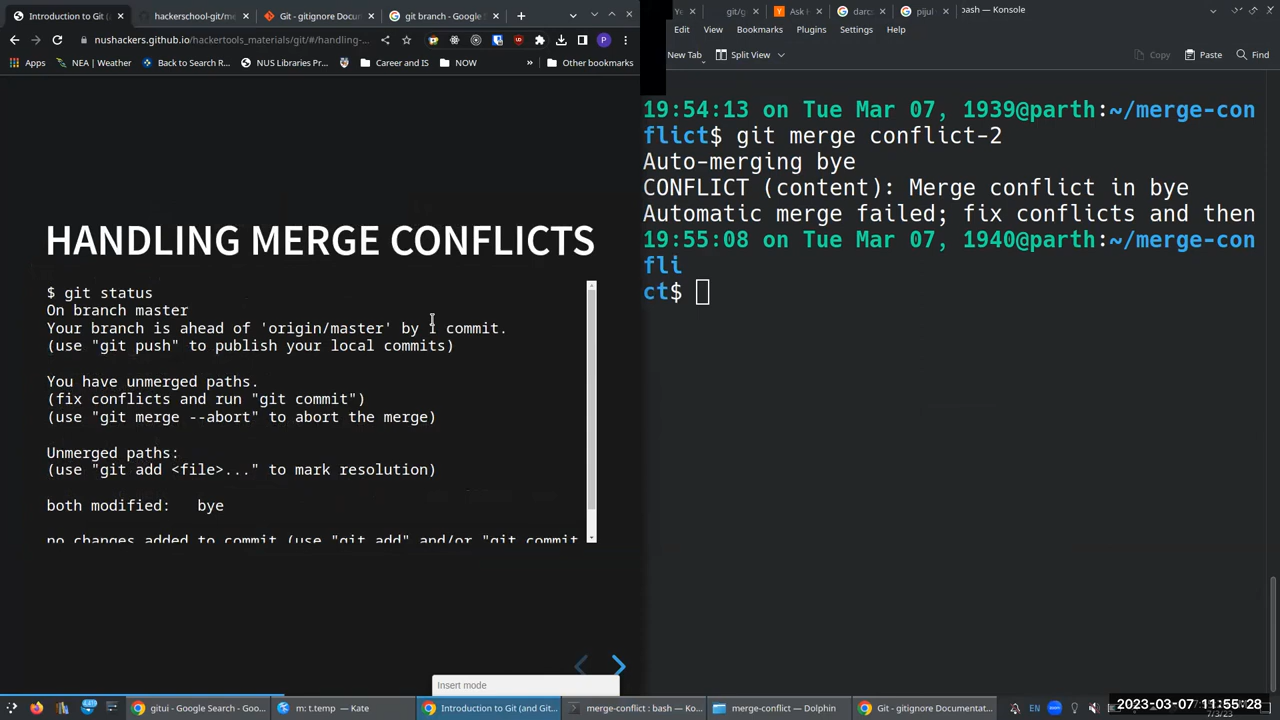 Introduction to Git (and
hackerschool-git/me
Git - gitignore Docum
git branch - Google S
nushackers.github.io/hackertools_materials/git/#/handling-...
Apps
NEA | Weather
Back to Search R...
NUS Libraries Pr...
Career and IS
NOW
»
Other bookmarks
HANDLING MERGE CONFLICTS
$ git status
On branch master
Your branch is ahead of 'origin/master' by 1 commit.
(use "git push" to publish your local commits)
You have unmerged paths.
(fix conflicts and run "git commit")
(use "git merge --abort" to abort the merge)
Unmerged paths:
(use "git add <file>..." to mark resolution)
both modified:   bye
no changes added to commit (use "git add" and/or "git commit
Insert mode
git/g
Ask H
darcs
pijul
bash — Konsole
Edit
View
Bookmarks
Plugins
Settings
Help
New Tab
Split View
Copy
Paste
Find
19:54:13 on Tue Mar 07, 1939@parth:~/merge-con
flict$ git merge conflict-2
Auto-merging bye
CONFLICT (content): Merge conflict in bye
Automatic merge failed; fix conflicts and then
19:55:08 on Tue Mar 07, 1940@parth:~/merge-con
fli
ct$
gitui - Google Search - Goo...
m: t.temp — Kate
Introduction to Git (and Git...
merge-conflict : bash — Ko...
merge-conflict — Dolphin
Git - gitignore Documentat...
EN
2023-03-07 11:55:28